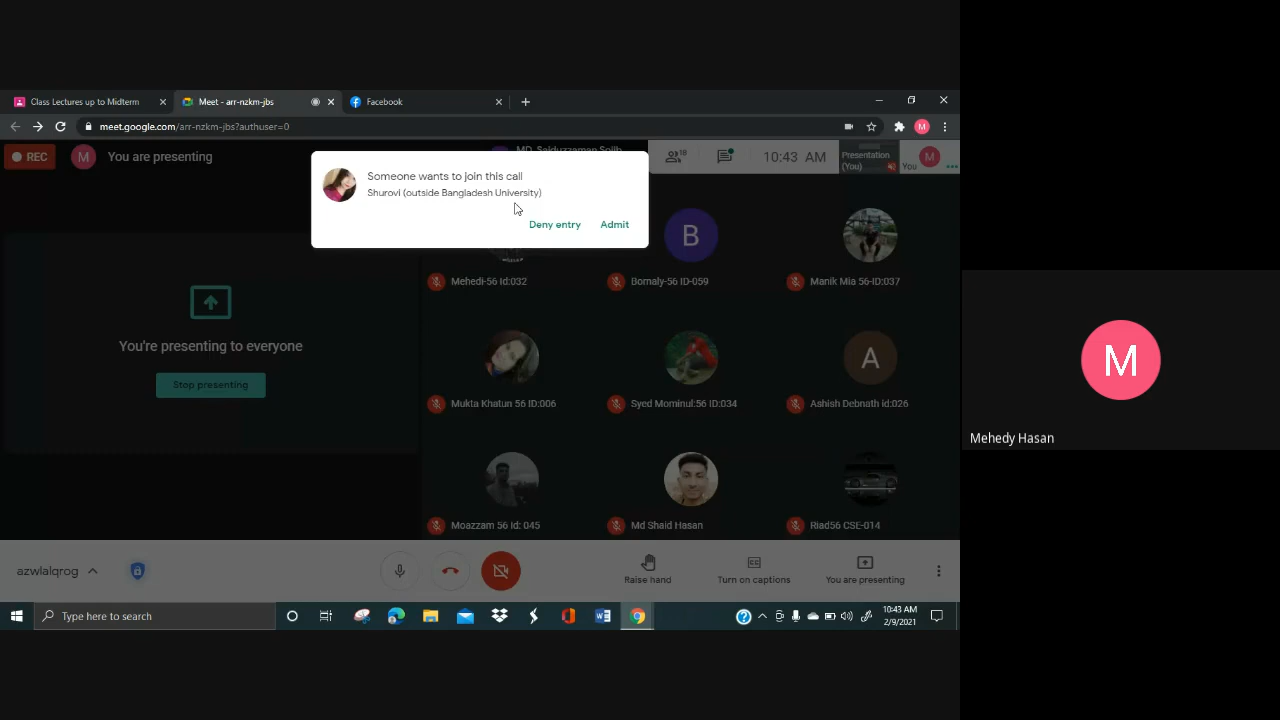 Class Lectures up to Midterm
Meet - arr-nzkm-jbs
Facebook
meet.google.com/arr-nzkm-jbs?authuser=0
M
REC
M
You are presenting
MD. Saiduzzaman Sojib
18
10:43 AM
Presentation
(You)
You
M
Someone wants to join this call
Shurovi (outside Bangladesh University)
Deny entry
Admit
B
Mehedi-56 Id:032
Bornaly-56 ID-059
Manik Mia 56-ID:037
You're presenting to everyone
Stop presenting
A
Mukta Khatun 56 ID:006
Syed Mominul:56 ID:034
Ashish Debnath id:026
Moazzam 56 Id: 045
Md Shaid Hasan
Riad56 CSE-014
azwlalqrog
Raise hand
CC
Turn on captions
You are presenting
Type here to search
10:43 AM
2/9/2021
M
Mehedy Hasan